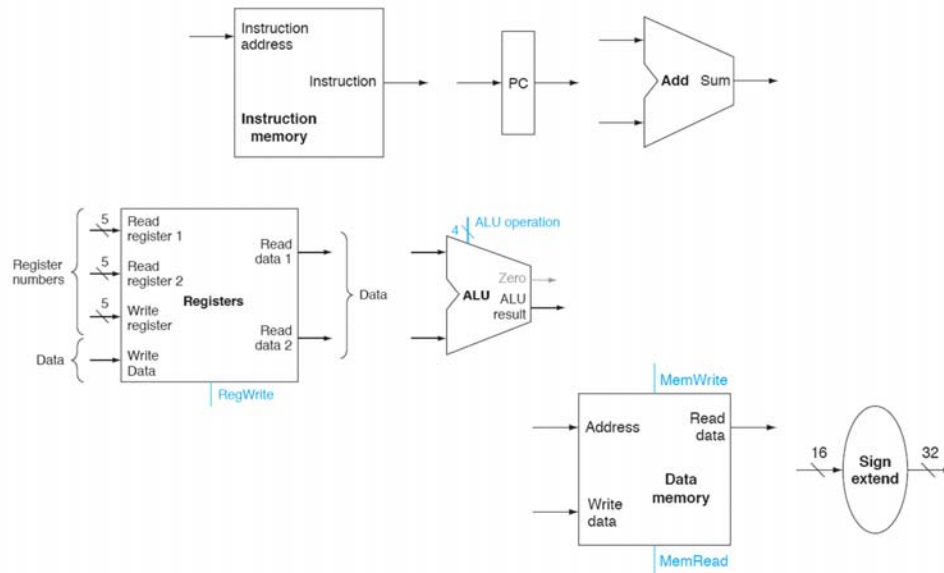 Instruction
address
Instruction
Instruction
memory
PC
Add Sum
5
Read
register 1
5
Read
register 2
5
Write
register
Write
Data
Register
numbers
Data
Registers
Read
data 1
Read
data 2
Data
RegWrite
4
ALU operation
Zero
ALU
ALU
result
MemWrite
Address
Read
data
Data
memory
Write
data
MemRead
16
Sign
extend
32